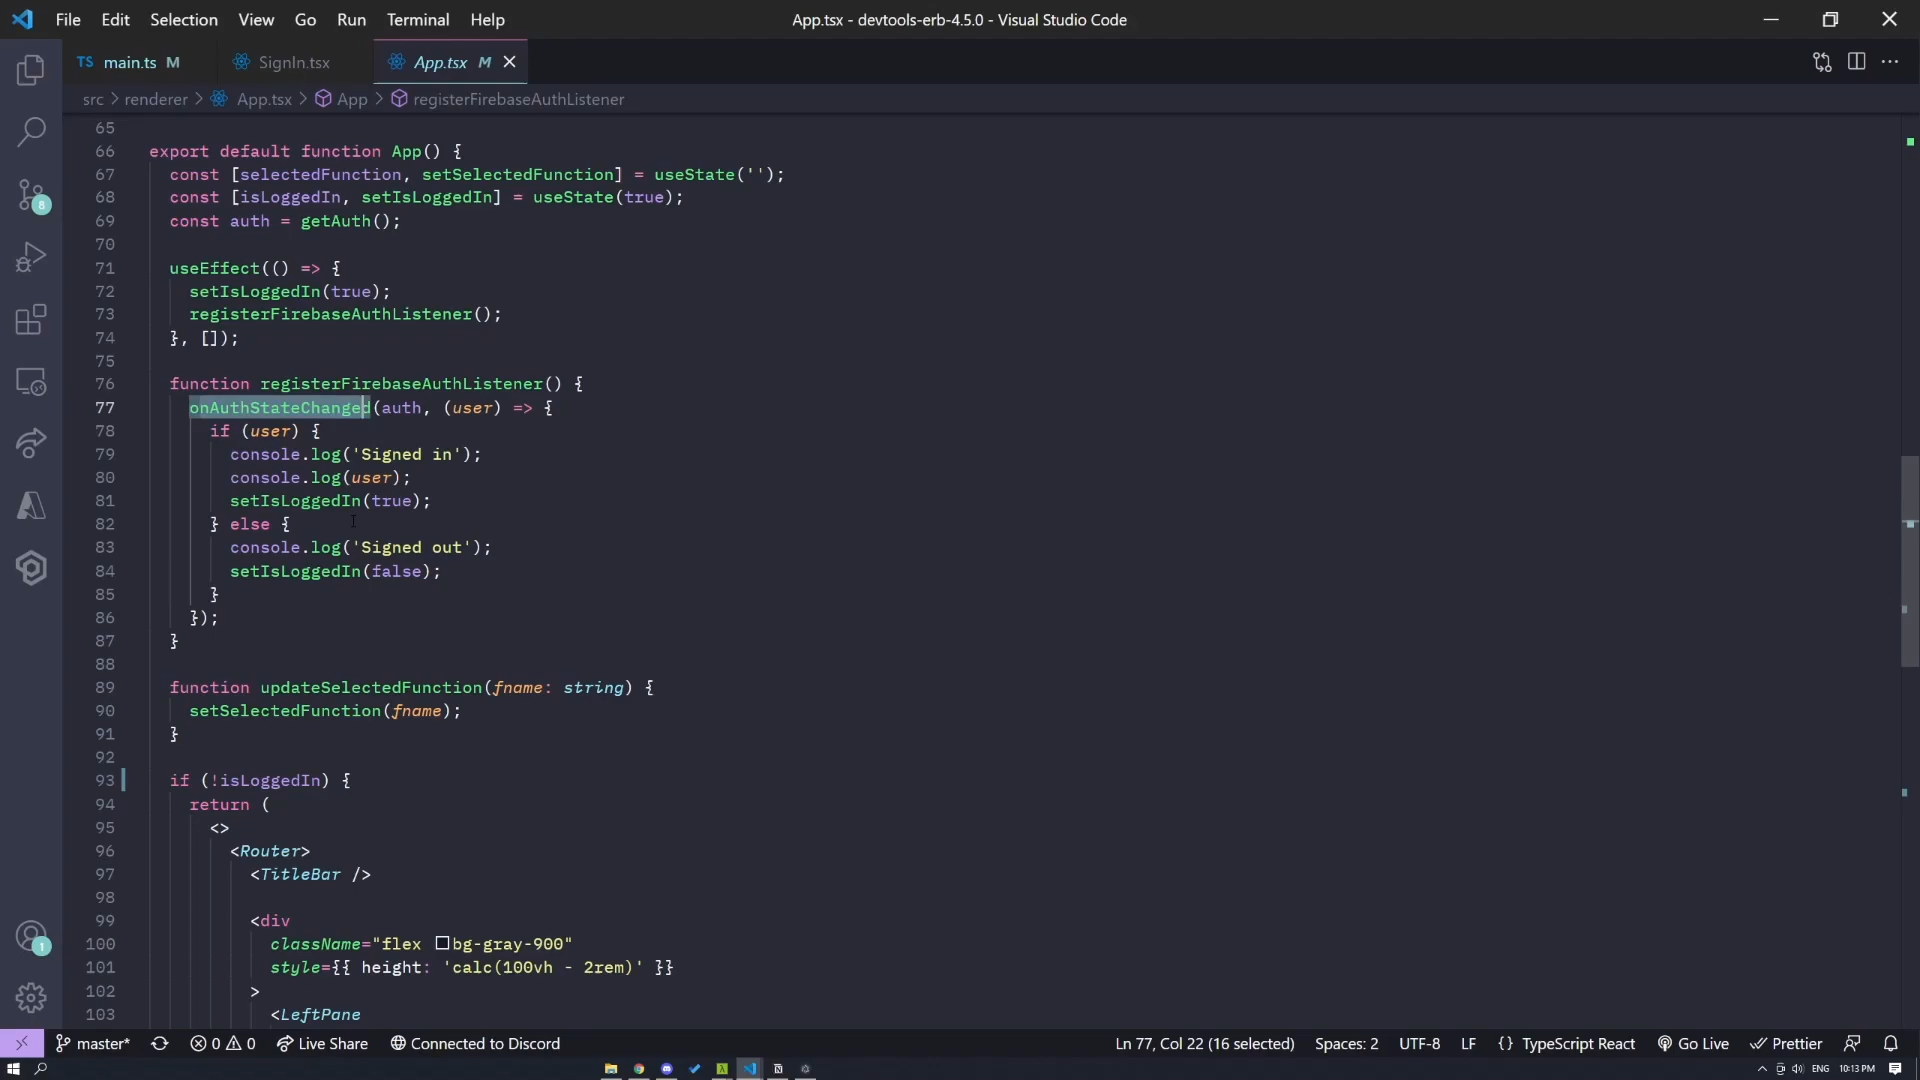 File Edit Selection View Go Run Terminal Help App.tsx - devtools-erb-4.5.0 - Visual Studio Code
TS main.ts M SignIn.tsx App.tsx M
src > renderer > App.tsx > App > registerFirebaseAuthListener
65
66 export default function App() {
67 const [selectedFunction, setSelectedFunction] = useState('');
68 const [isLoggedIn, setIsLoggedIn] = useState(true);
69 const auth = getAuth();
70
71 useEffect(() => {
72 setIsLoggedIn(true);
73 registerFirebaseAuthListener();
74 }, []);
75
76 function registerFirebaseAuthListener() {
77 onAuthStateChanged(auth, (user) => {
78 if (user) {
79 console.log('Signed in');
80 console.log(user);
81 setIsLoggedIn(true);
82 } else {
83 console.log('Signed out');
84 setIsLoggedIn(false);
85 }
86 });
87 }
88
89 function updateSelectedFunction(fname: string) {
90 setSelectedFunction(fname);
91 }
92
93 if (!isLoggedIn) {
94 return (
95 <>
96 <Router>
97 <TitleBar />
98
99 <div
100 className="flex bg-gray-900"
101 style={{ height: 'calc(100vh - 2rem)' }}
102 >
103 <LeftPane
8
1
master* 0 0 Live Share Connected to Discord Ln 77, Col 22 (16 selected) Spaces: 2 UTF-8 LF {} TypeScript React Go Live Prettier
ENG 10:13 PM